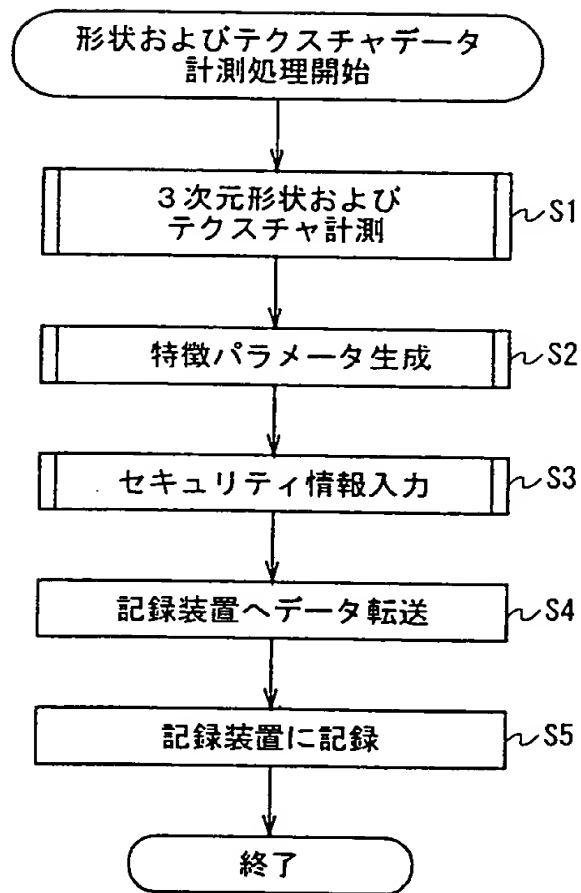 形状およびテクスチャデータ
計測処理開始
3次元形状および
テクスチャ計測
S1
特徴パラメータ生成
S2
セキュリティ情報入力
S3
記録装置へデータ転送
S4
記録装置に記録
S5
終了